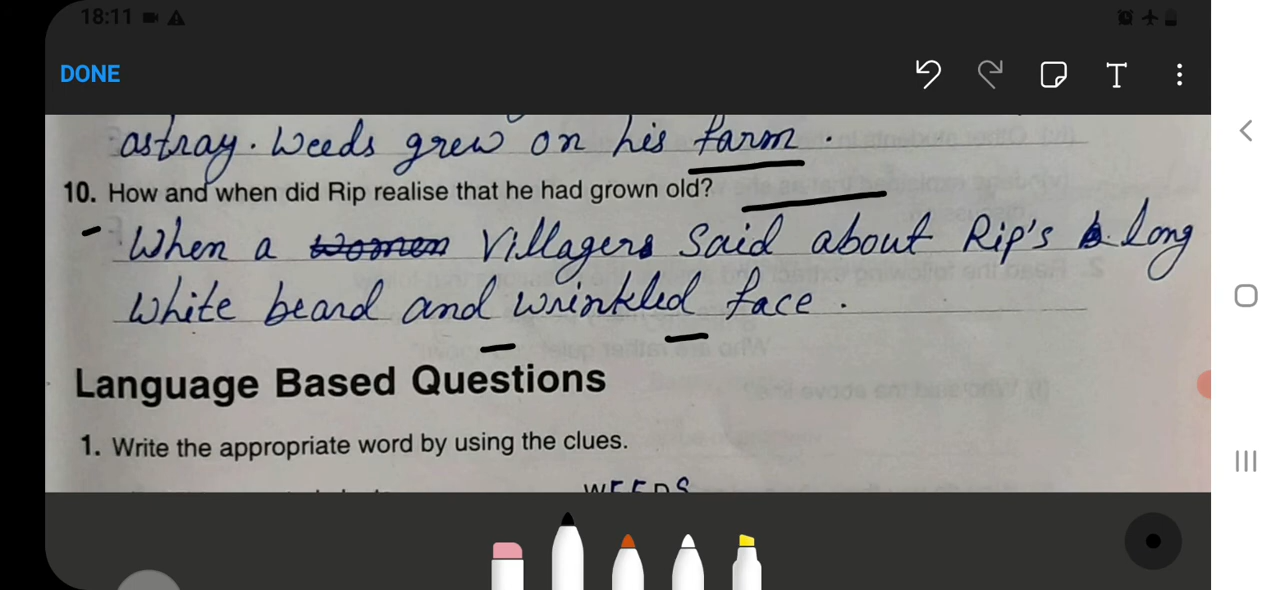 18:11
DONE
T
astray. Weeds grew on his farm.
10. How and when did Rip realise that he had grown old?
When a women Villagers Said about Rip's long
White beard and wrinkled face.
Language Based Questions
1. Write the appropriate word by using the clues.
WEEDS